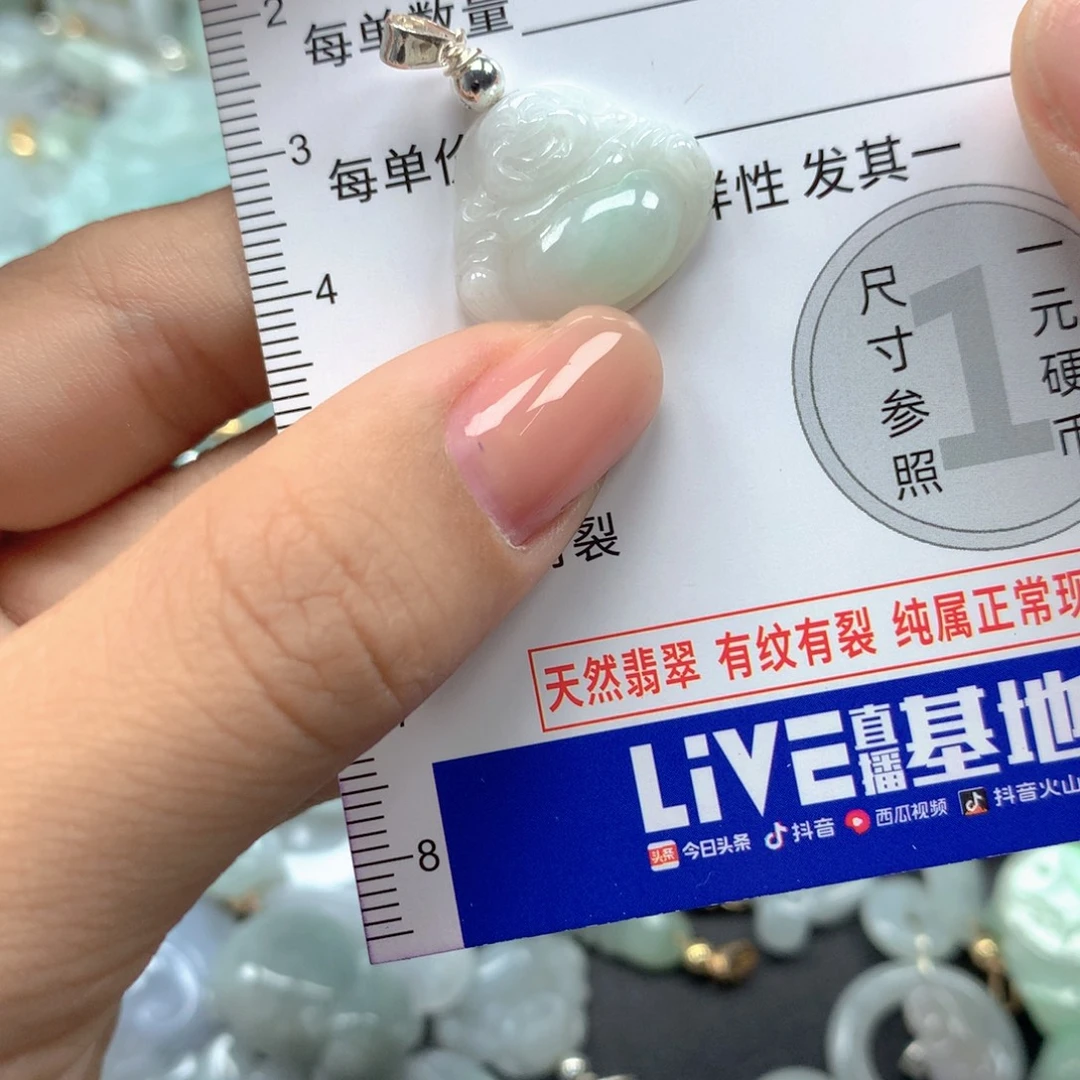 2
每单数量
3
每单
样性 发其一
4
尺寸参照
1
一元硬币
裂
天然翡翠 有纹有裂 纯属正常现
LiVE直播基地
8
今日头条 抖音 西瓜视频 抖音火山
头条